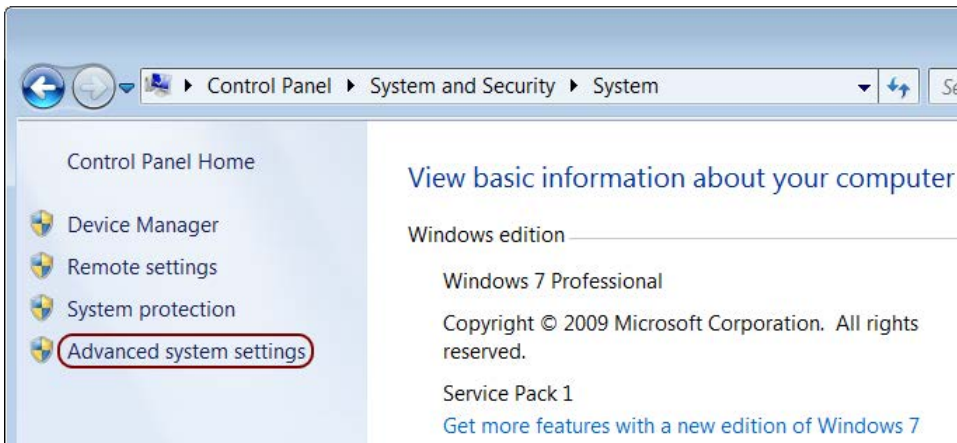 Control Panel ▸ System and Security ▸ System
Control Panel Home
Device Manager
Remote settings
System protection
Advanced system settings
View basic information about your computer
Windows edition
Windows 7 Professional
Copyright © 2009 Microsoft Corporation. All rights
reserved.
Service Pack 1
Get more features with a new edition of Windows 7